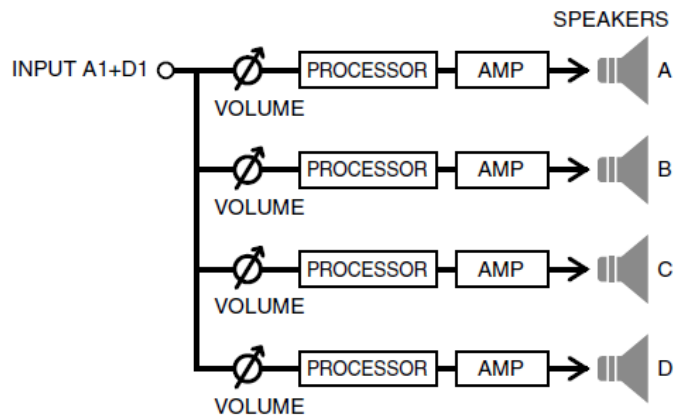 SPEAKERS
INPUT A1+D1
PROCESSOR
AMP
A
VOLUME
PROCESSOR
AMP
B
VOLUME
PROCESSOR
AMP
C
VOLUME
PROCESSOR
AMP
D
VOLUME